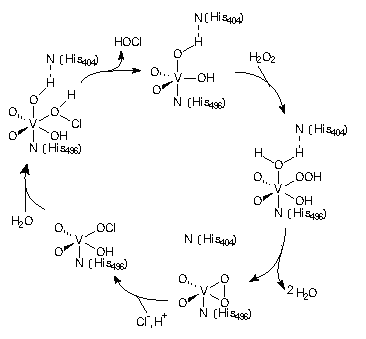 N (His404)
H
O
O
V
OH
O
N (His496)
HOCl
H2O2
N (His404)
H
H
O
O
V
OOH
O
OH
N (His496)
2 H2O
N (His404)
O
V
O
O
O
N (His496)
Cl-, H+
O
OCl
V
O
OH
N (His496)
H2O
N (His404)
H
O
H
O
O
V
Cl
O
OH
N (His496)